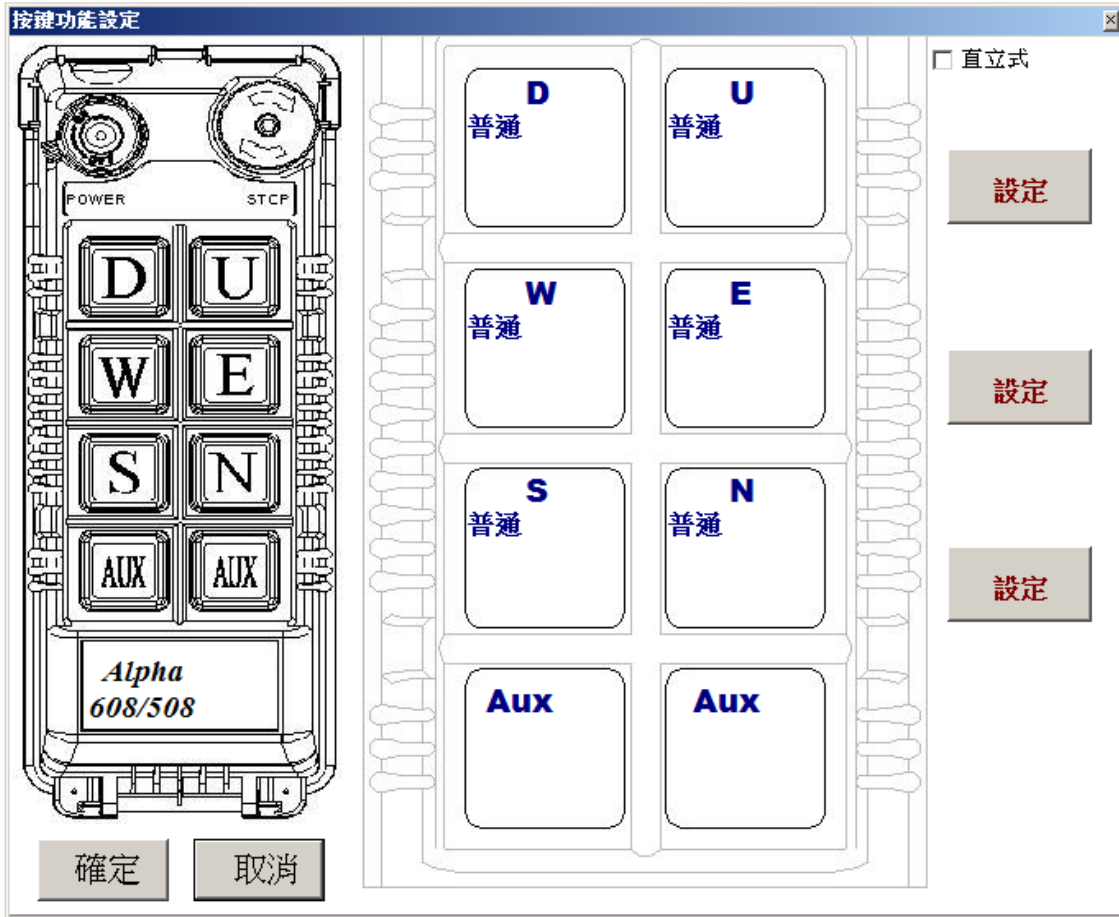 按鍵功能設定
直立式
POWER STCP
D U
W E
S N
AUX AUX
Alpha
608/508
D U
普通 普通
設定
W E
普通 普通
設定
S N
普通 普通
設定
Aux Aux
確定 取消